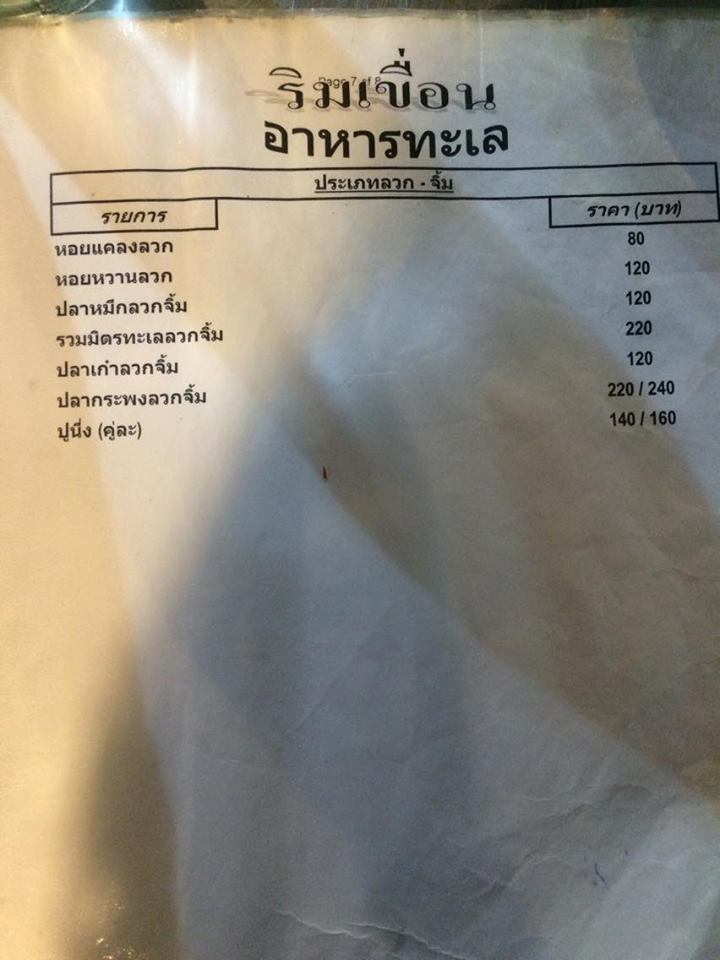 Page 7 of 8
ริมเขื่อน
อาหารทะเล
ประเภทลวก - จิ้ม
รายการ ราคา (บาท)
หอยแคลงลวก 80
หอยหวานลวก 120
ปลาหมึกลวกจิ้ม 120
รวมมิตรทะเลลวกจิ้ม 220
ปลาเก๋าลวกจิ้ม 120
ปลากระพงลวกจิ้ม 220 / 240
ปูนึ่ง (คู่ละ) 140 / 160